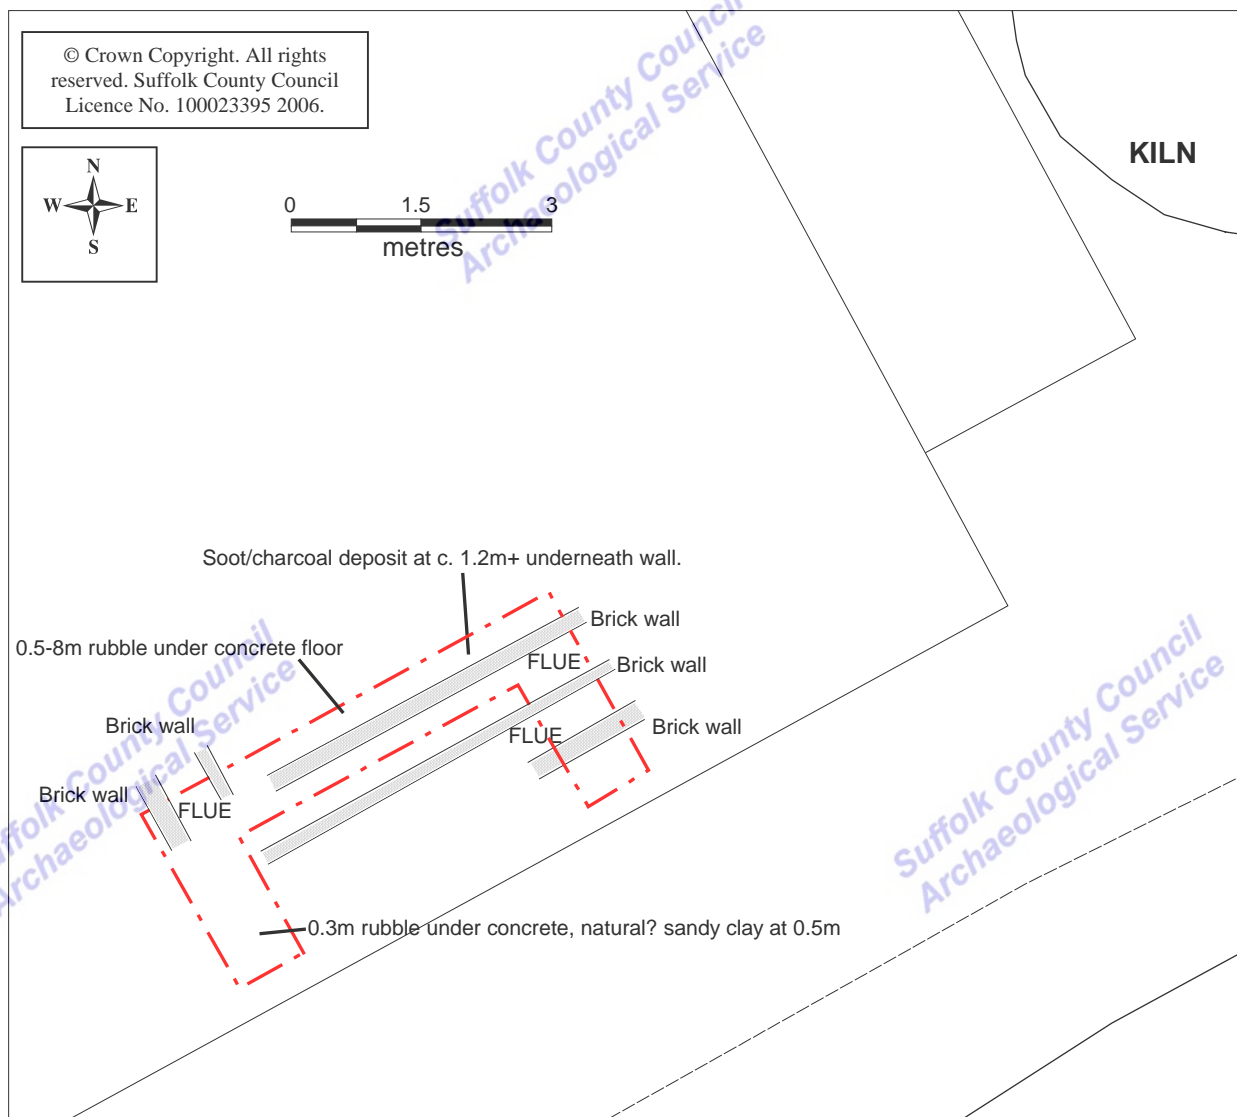 © Crown Copyright. All rights
reserved. Suffolk County Council
Licence No. 100023395 2006.
N
W E
S
0 1.5 3
metres
KILN
Suffolk County Council
Archaeological Service
Soot/charcoal deposit at c. 1.2m+ underneath wall.
0.5-8m rubble under concrete floor
Brick wall
FLUE
Brick wall
Brick wall
FLUE
Brick wall
Brick wall
FLUE
0.3m rubble under concrete, natural? sandy clay at 0.5m
Suffolk County Council
Archaeological Service
Suffolk County Council
Archaeological Service